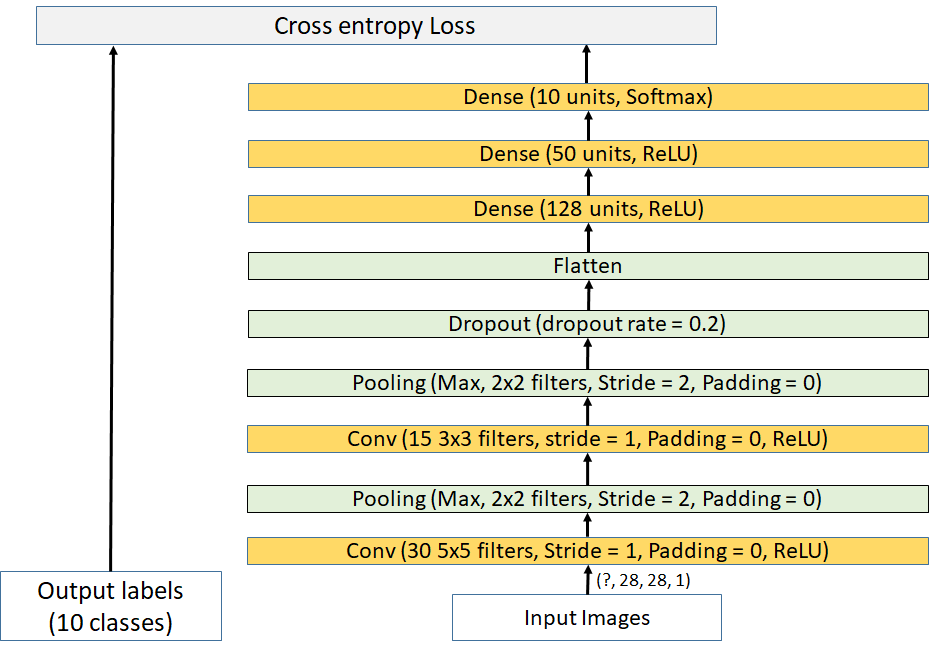 Cross entropy Loss
Dense (10 units, Softmax)
Dense (50 units, ReLU)
Dense (128 units, ReLU)
Flatten
Dropout (dropout rate = 0.2)
Pooling (Max, 2x2 filters, Stride = 2, Padding = 0)
Conv (15 3x3 filters, stride = 1, Padding = 0, ReLU)
Pooling (Max, 2x2 filters, Stride = 2, Padding = 0)
Conv (30 5x5 filters, Stride = 1, Padding = 0, ReLU)
(?, 28, 28, 1)
Output labels
(10 classes)
Input Images